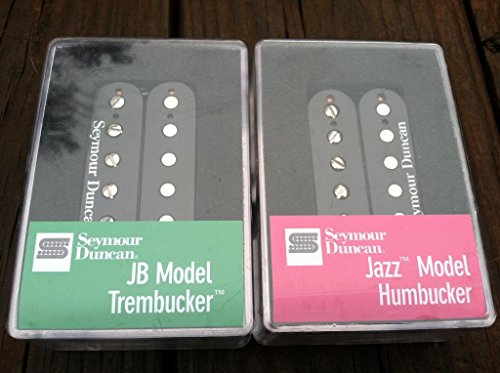 Seymour Duncan
Seymour
Duncan®
JB Model
Trembucker™
Seymour Duncan
Seymour
Duncan®
Jazz™ Model
Humbucker